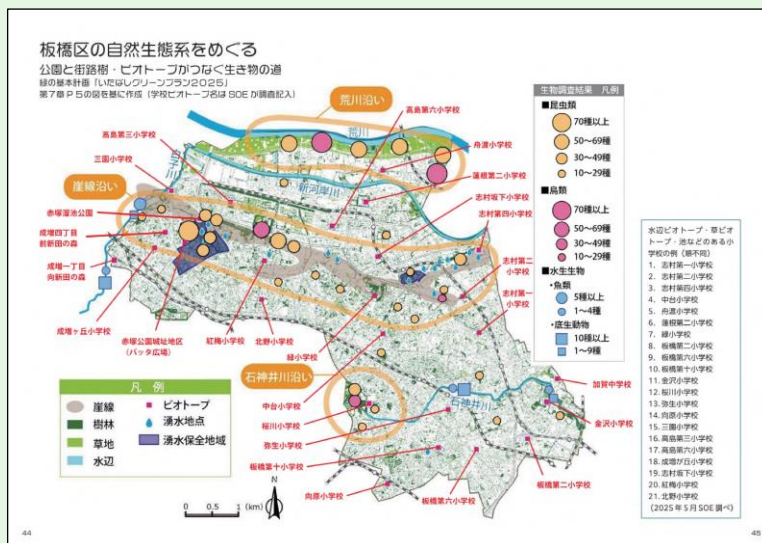 板橋区の自然生態系をめぐる
公園と街路樹・ビオトープがつなぐ生き物の道
緑の基本計画「いたばしグリーンプラン2025」
第7章P5の図を基に作成（学校ビオトープ名はSOEが調査記入）
荒川沿い
高島第六小学校
高島第三小学校
荒川
舟渡小学校
三園小学校
白子川
新河岸川
蓮根第二小学校
崖線沿い
志村坂下小学校
赤塚溜池公園
志村第四小学校
成増四丁目
前新田の森
志村第二
小学校
成増一丁目
向新田の森
志村第一
小学校
成増ヶ丘小学校
赤塚公園城址地区
（バッタ広場）
紅梅小学校
北野小学校
緑小学校
石神井川沿い
加賀中学校
石神井川
中台小学校
桜川小学校
金沢小学校
弥生小学校
板橋第十小学校
板橋第二小学校
向原小学校
板橋第六小学校
凡例
崖線
樹林
草地
水辺
ビオトープ
湧水地点
湧水保全地域
0 0.5 1 (km)
N
生物調査結果 凡例
■昆虫類
70種以上
50〜69種
30〜49種
10〜29種
■鳥類
70種以上
50〜69種
30〜49種
10〜29種
■水生生物
・魚類
5種以上
1〜4種
・底生動物
10種以上
1〜9種
水辺ビオトープ・草ビ
オトープ・池などのある小
学校の例（順不同）
1. 志村第一小学校
2. 志村第二小学校
3. 志村第四小学校
4. 中台小学校
5. 舟渡小学校
6. 蓮根第二小学校
7. 緑小学校
8. 板橋第二小学校
9. 板橋第六小学校
10. 板橋第十小学校
11. 金沢小学校
12. 桜川小学校
13. 弥生小学校
14. 向原小学校
15. 三園小学校
16. 高島第三小学校
17. 高島第六小学校
18. 成増が丘小学校
19. 志村坂下小学校
20. 紅梅小学校
21. 北野小学校
（2025年5月SOE調べ）
44
45